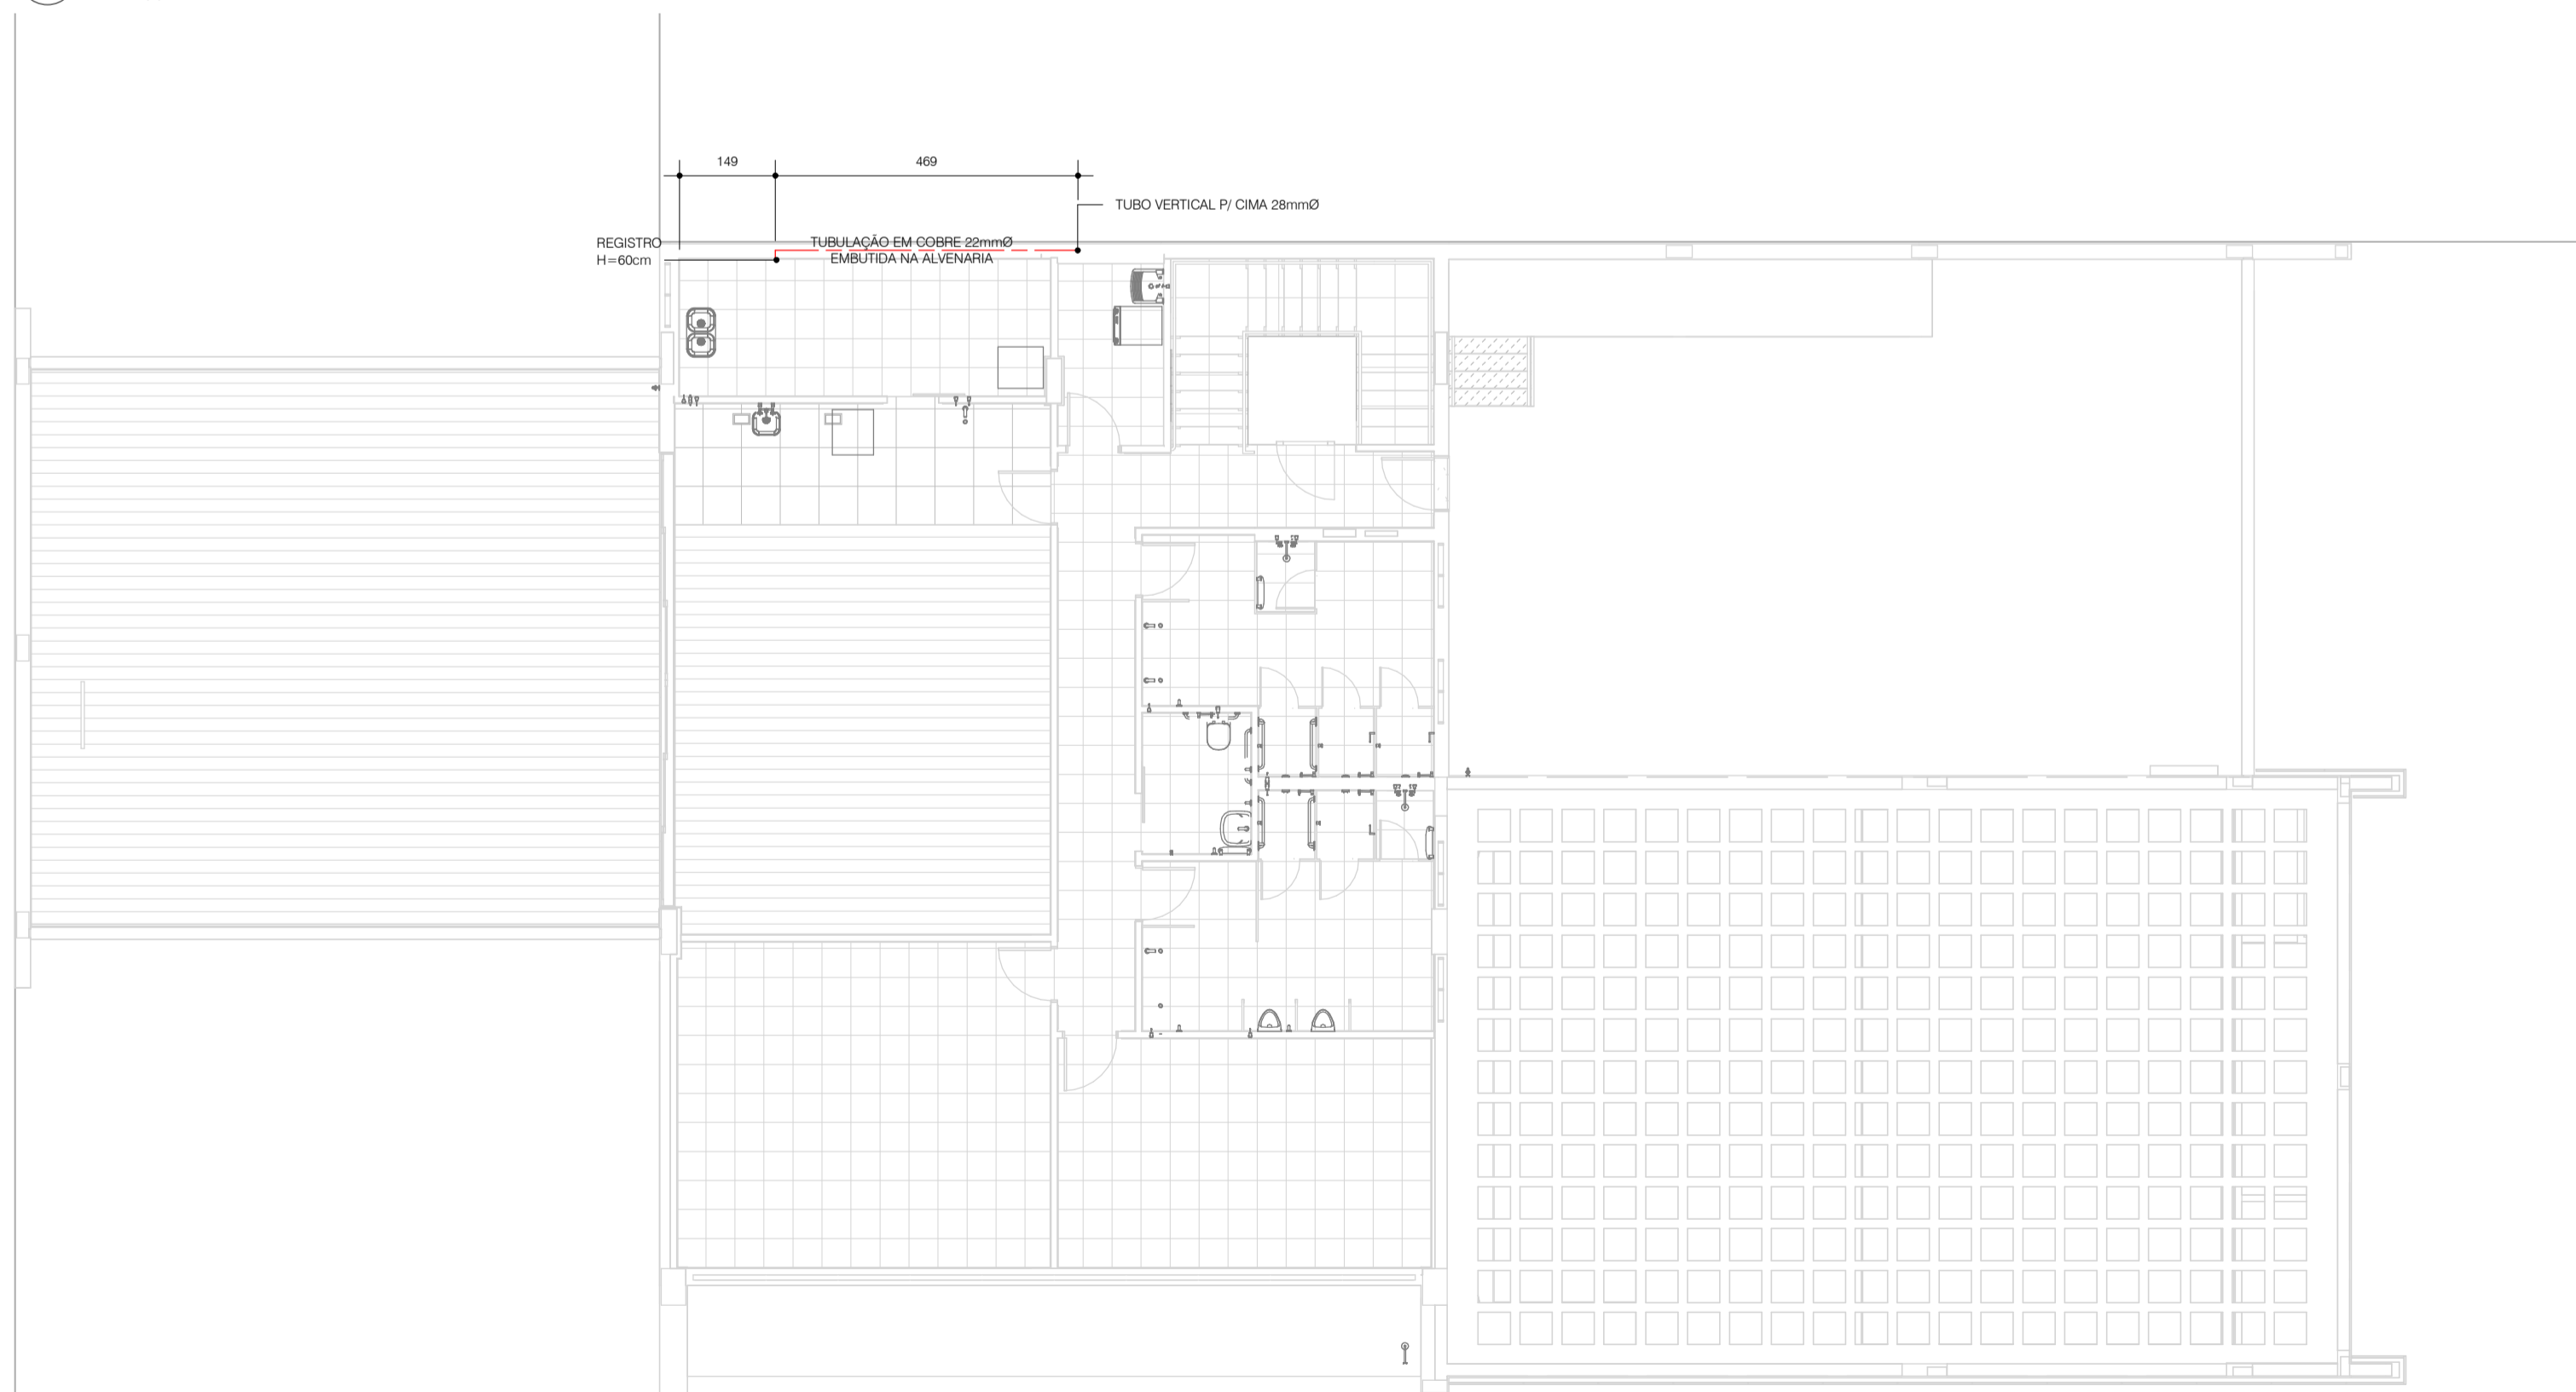 149
469
TUBO VERTICAL P/ CIMA 28mmØ
REGISTRO
H=60cm
TUBULAÇÃO EM COBRE 22mmØ
EMBUTIDA NA ALVENARIA